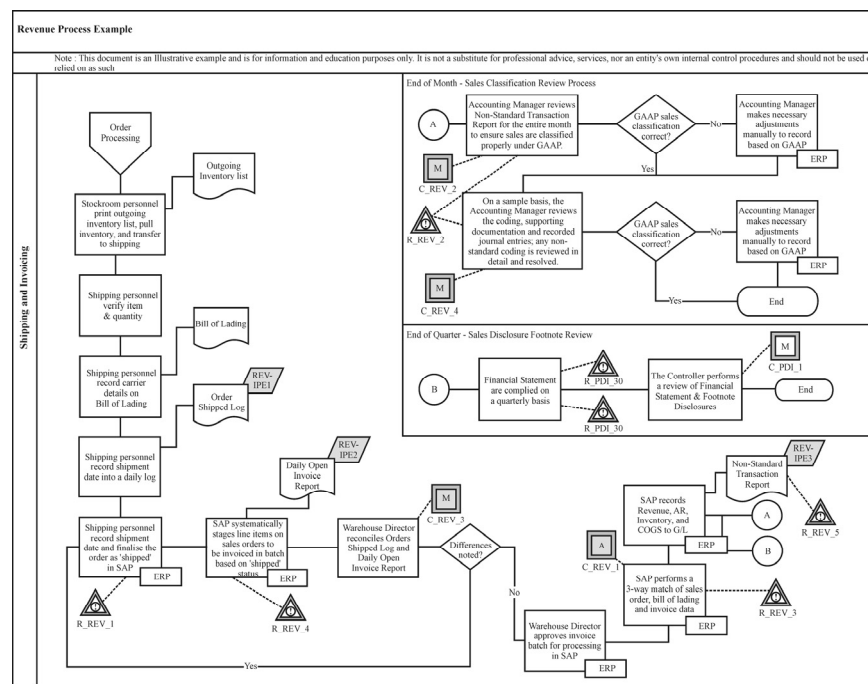 Revenue Process Example
Note : This document is an Illustrative example and is for information and education purposes only. It is not a substitute for professional advice, services, nor an entity's own internal control procedures and should not be used
relied on as such
Shipping and Invoicing
Order
Processing
Outgoing
Inventory list
Stockroom personnel
print outgoing
inventory list, pull
inventory, and transfer
to shipping
Shipping personnel
verify item
& quantity
Bill of Lading
Shipping personnel
record carrier
details on
Bill of Lading
REV-
IPE1
Order
Shipped Log
Shipping personnel
record shipment
date into a daily log
REV-
IPE2
Daily Open
Invoice
Report
Shipping personnel
record shipment
date and finalise the
order as 'shipped'
in SAP
ERP
R_REV_1
SAP systematically
stages line items on
sales orders to
be invoiced in batch
based on 'shipped'
status
ERP
R_REV_4
M
C_REV_3
Warehouse Director
reconciles Orders
Shipped Log and
Daily Open
Invoice Report
Differences
noted?
Yes
No
Warehouse Director
approves invoice
batch for processing
in SAP
ERP
A
C_REV_1
SAP performs a
3-way match of sales
order, bill of lading
and invoice data
ERP
R_REV_3
SAP records
Revenue, AR,
Inventory, and
COGS to G/L
ERP
REV-
IPE3
Non-Standard
Transaction
Report
R_REV_5
A
B
End of Month - Sales Classification Review Process
A
Accounting Manager reviews
Non-Standard Transaction
Report for the entire month
to ensure sales are classified
properly under GAAP.
M
C_REV_2
R_REV_2
GAAP sales
classification
correct?
No
Yes
Accounting Manager
makes necessary
adjustments
manually to record
based on GAAP
ERP
On a sample basis, the
Accounting Manager reviews
the coding, supporting
documentation and recorded
journal entries; any non-
standard coding is reviewed in
detail and resolved.
M
C_REV_4
GAAP sales
classification
correct?
No
Yes
Accounting Manager
makes necessary
adjustments
manually to record
based on GAAP
ERP
End
End of Quarter - Sales Disclosure Footnote Review
B
Financial Statement
are complied on
a quarterly basis
R_PDI_30
R_PDI_30
The Controller performs
a review of Financial
Statement & Footnote
Disclosures
M
C_PDI_1
End